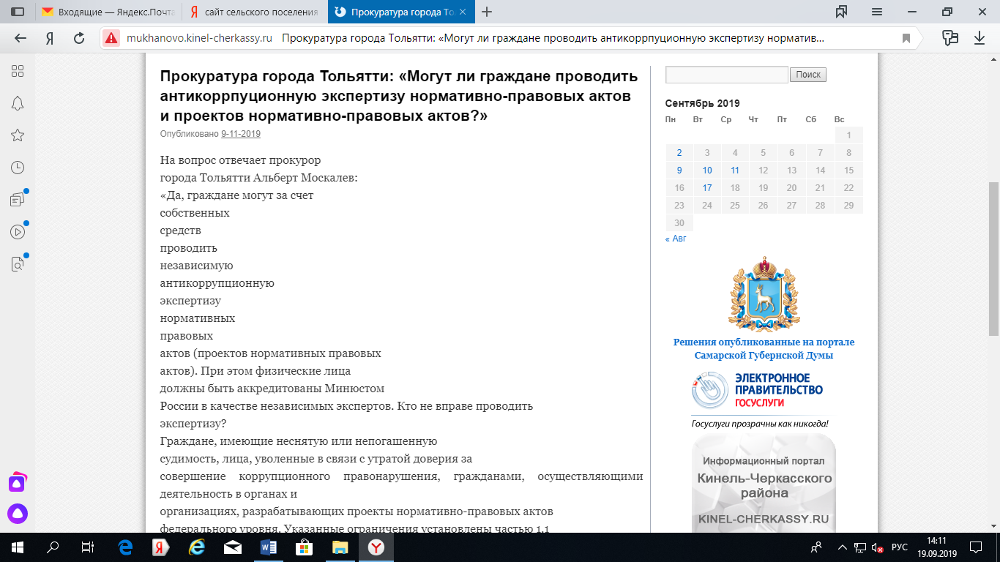 Входящие — Яндекс.Почта
сайт сельского поселения
Прокуратура города То
mukhanovo.kinel-cherkassy.ru Прокуратура города Тольятти: «Могут ли граждане проводить антикоррпуционную экспертизу норматив...
Прокуратура города Тольятти: «Могут ли граждане проводить
антикоррпуционную экспертизу нормативно-правовых актов
и проектов нормативно-правовых актов?»
Опубликовано 9-11-2019
На вопрос отвечает прокурор
города Тольятти Альберт Москалев:
«Да, граждане могут за счет
собственных
средств
проводить
независимую
антикоррупционную
экспертизу
нормативных
правовых
актов (проектов нормативных правовых
актов). При этом физические лица
должны быть аккредитованы Минюстом
России в качестве независимых экспертов. Кто не вправе проводить
экспертизу?
Граждане, имеющие неснятую или непогашенную
судимость, лица, уволенные в связи с утратой доверия за
совершение коррупционного правонарушения, гражданами, осуществляющими
деятельность в органах и
организациях, разрабатывающих проекты нормативно-правовых актов
федерального уровня. Указанные ограничения установлены частью 1.1
Поиск
Сентябрь 2019
Пн Вт Ср Чт Пт Сб Вс
1
2 3 4 5 6 7 8
9 10 11 12 13 14 15
16 17 18 19 20 21 22
23 24 25 26 27 28 29
30
« Авг
Решения опубликованные на портале
Самарской Губернской Думы
ЭЛЕКТРОННОЕ
ПРАВИТЕЛЬСТВО
ГОСУСЛУГИ
Госуслуги прозрачны как никогда!
Информационный портал
Кинель-Черкасского
района
KINEL-CHERKASSY.RU
РУС
14:11
19.09.2019